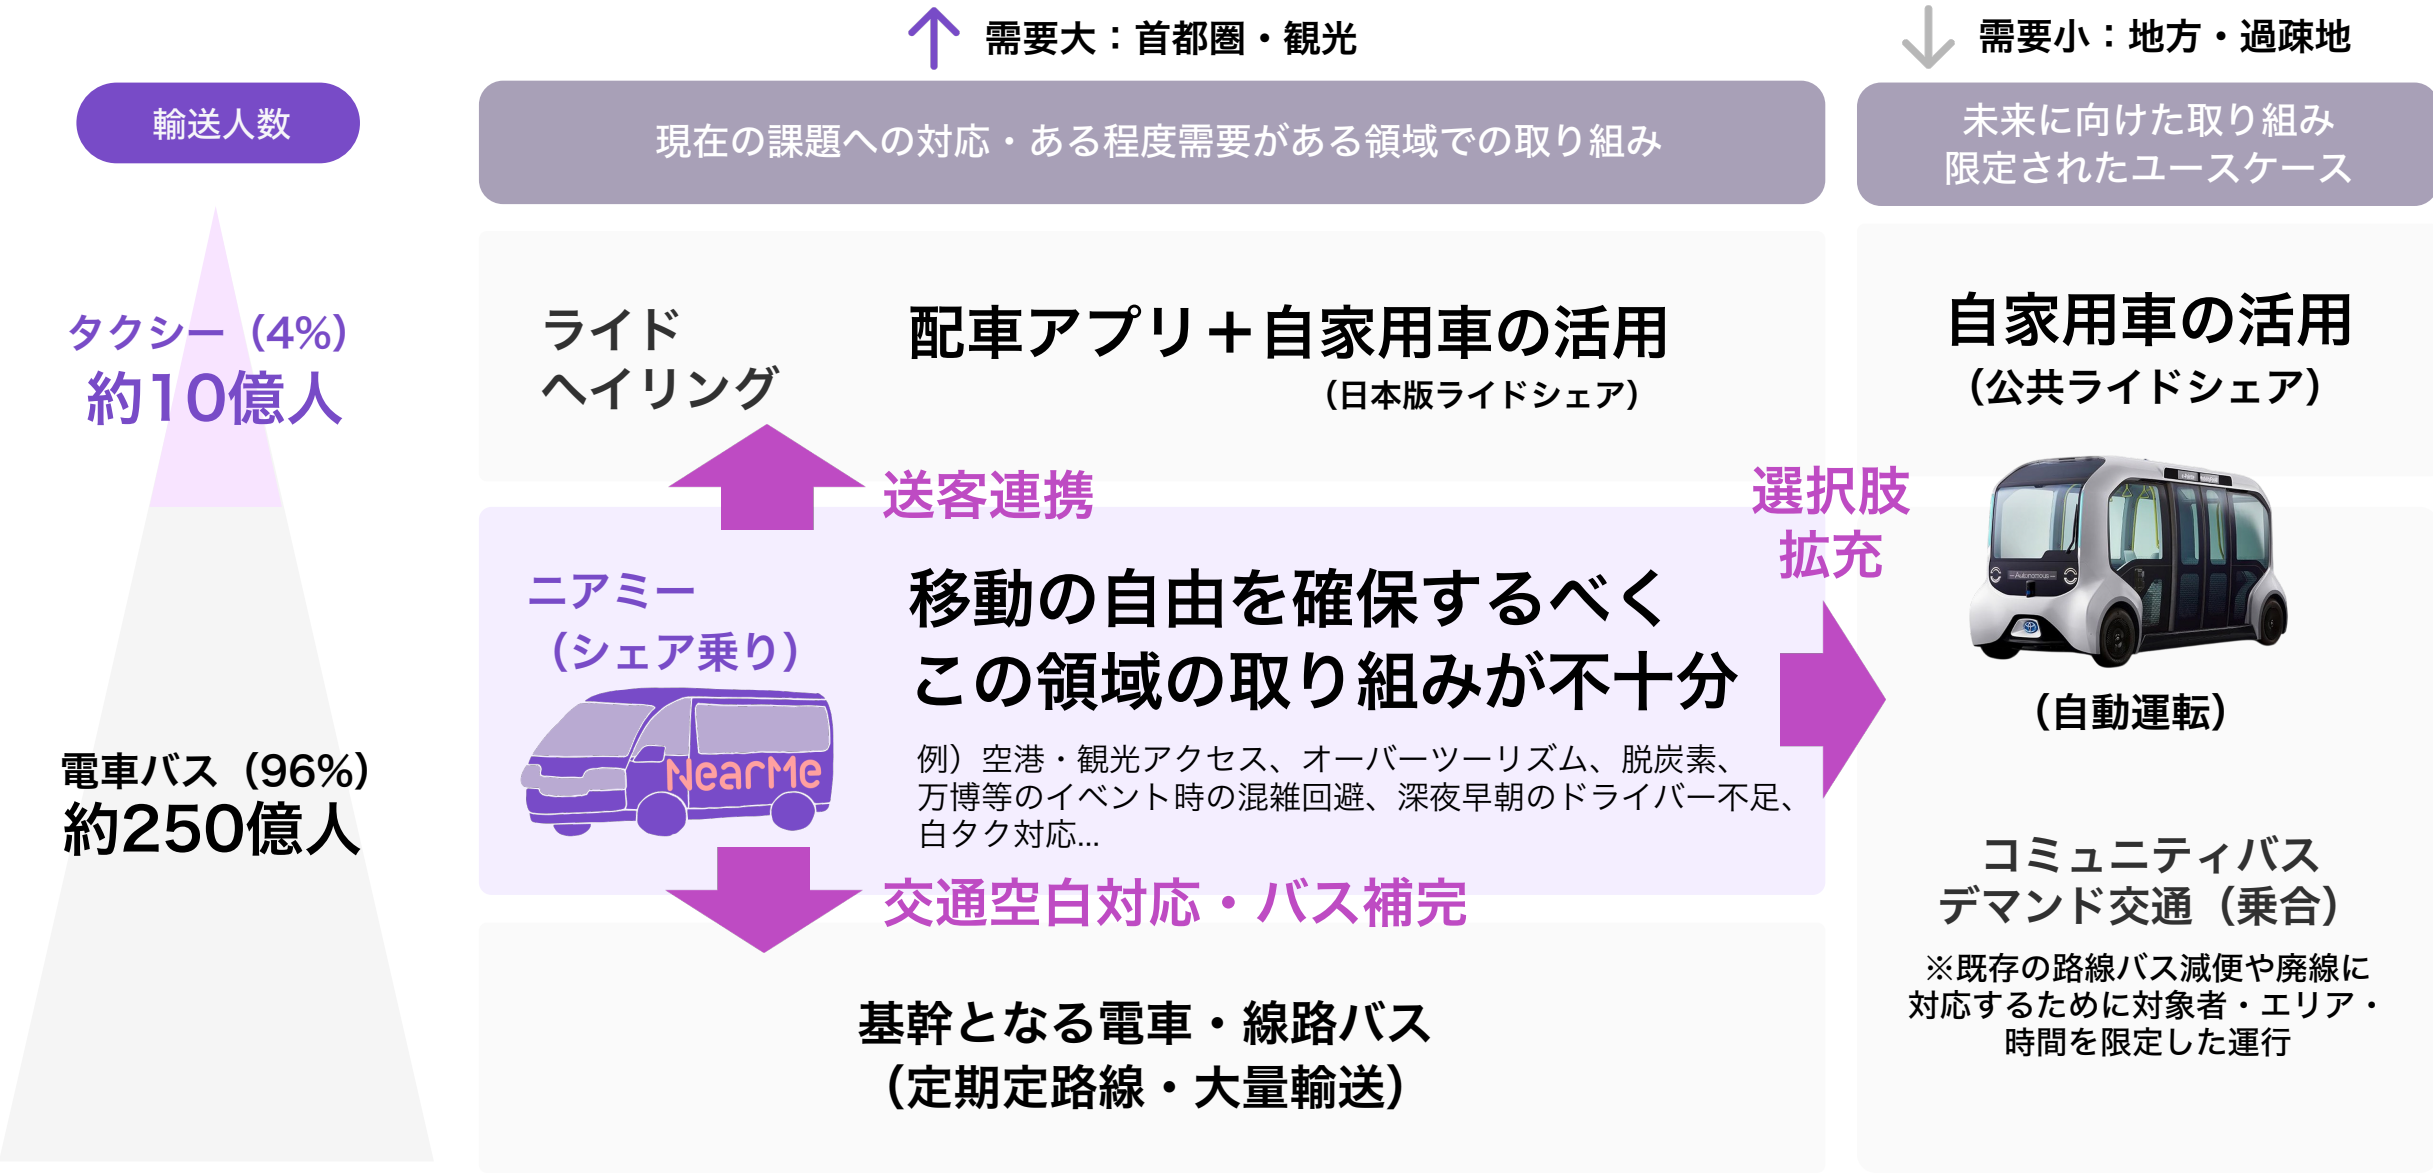 需要大：首都圏・観光
需要小：地方・過疎地
輸送人数
現在の課題への対応・ある程度需要がある領域での取り組み
未来に向けた取り組み
限定されたユースケース
タクシー（4%）
約10億人
電車バス（96%）
約250億人
ライド
ヘイリング
配車アプリ＋自家用車の活用
（日本版ライドシェア）
送客連携
ニアミー
（シェア乗り）
NearMe
移動の自由を確保するべく
この領域の取り組みが不十分
例）空港・観光アクセス、オーバーツーリズム、脱炭素、
万博等のイベント時の混雑回避、深夜早朝のドライバー不足、
白タク対応...
交通空白対応・バス補完
基幹となる電車・線路バス
（定期定路線・大量輸送）
選択肢
拡充
自家用車の活用
（公共ライドシェア）
Autonomous
（自動運転）
コミュニティバス
デマンド交通（乗合）
※既存の路線バス減便や廃線に
対応するために対象者・エリア・
時間を限定した運行